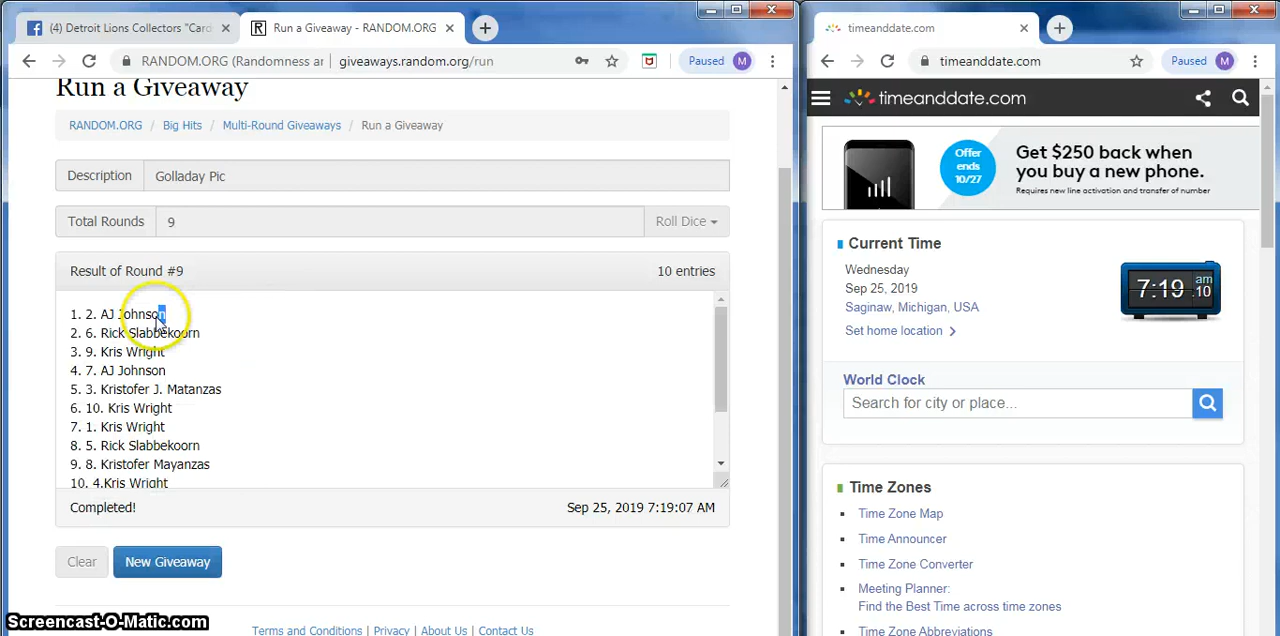 (4) Detroit Lions Collectors "Card
Run a Giveaway - RANDOM.ORG
RANDOM.ORG (Randomness ar | giveaways.random.org/run
Paused M
Run a Giveaway
RANDOM.ORG / Big Hits / Multi-Round Giveaways / Run a Giveaway
Description Golladay Pic
Total Rounds 9 Roll Dice
Result of Round #9 10 entries
1. 2. AJ Johnson
2. 6. Rick Slabbekoorn
3. 9. Kris Wright
4. 7. AJ Johnson
5. 3. Kristofer J. Matanzas
6. 10. Kris Wright
7. 1. Kris Wright
8. 5. Rick Slabbekoorn
9. 8. Kristofer Mayanzas
10. 4.Kris Wright
Completed! Sep 25, 2019 7:19:07 AM
Clear New Giveaway
Terms and Conditions | Privacy | About Us | Contact Us
Screencast-O-Matic.com
timeanddate.com
timeanddate.com
Paused M
timeanddate.com
Offer
ends
10/27
Get $250 back when
you buy a new phone.
Requires new line activation and transfer of number
Current Time
Wednesday
Sep 25, 2019
Saginaw, Michigan, USA
Set home location
7:19 am :10
World Clock
Search for city or place...
Time Zones
Time Zone Map
Time Announcer
Time Zone Converter
Meeting Planner:
Find the Best Time across time zones
Time Zone Abbreviations